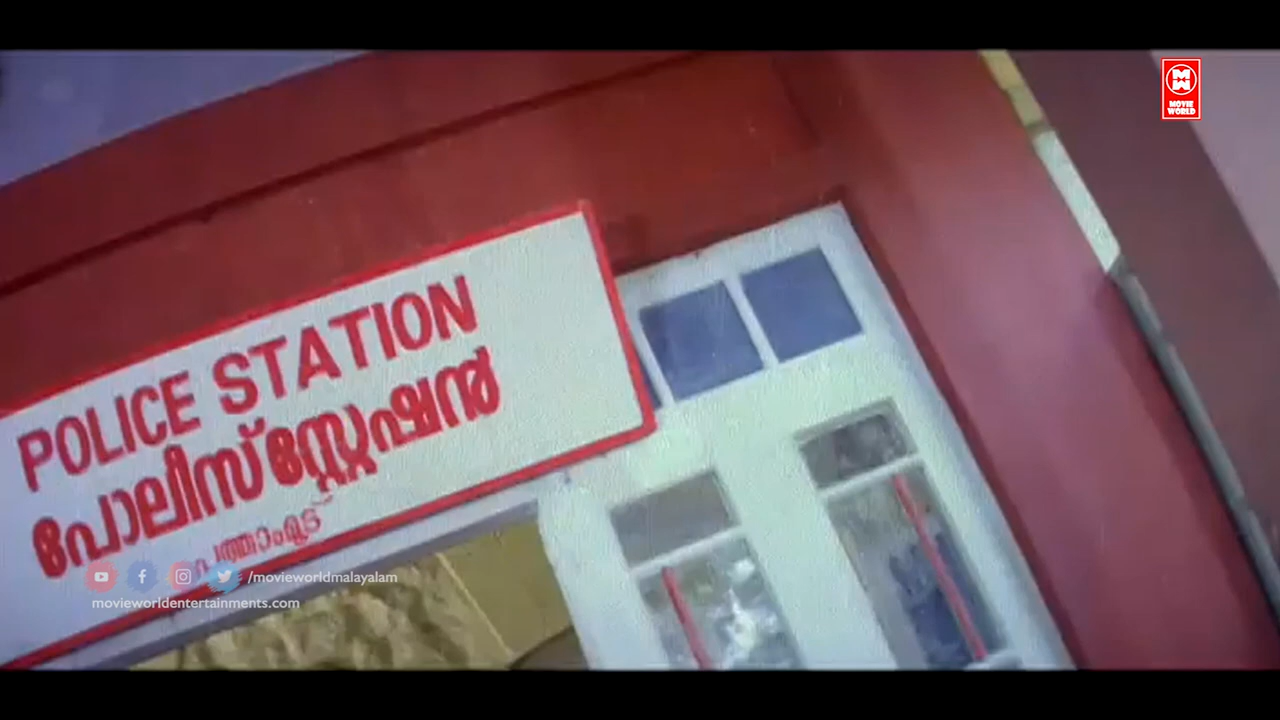 POLICE STATION
പോലീസ് സ്റ്റേഷൻ
MOVIE
WORLD
/movieworldmalayalam
movieworldentertainments.com